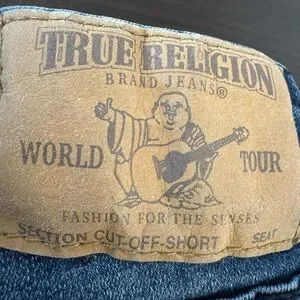 TRUE RELIGION
BRAND JEANS®
WORLD TOUR
FASHION FOR THE SENSES
SECTION CUT-OFF-SHORT SEAT